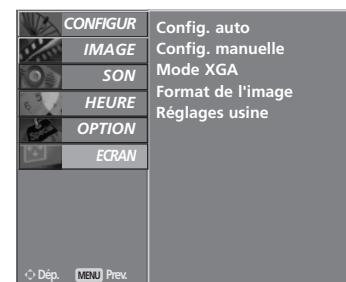 CONFIGUR
IMAGE
SON
HEURE
OPTION
ECRAN
Config. auto
Config. manuelle
Mode XGA
Format de l'image
Réglages usine
Dép. MENU Prev.